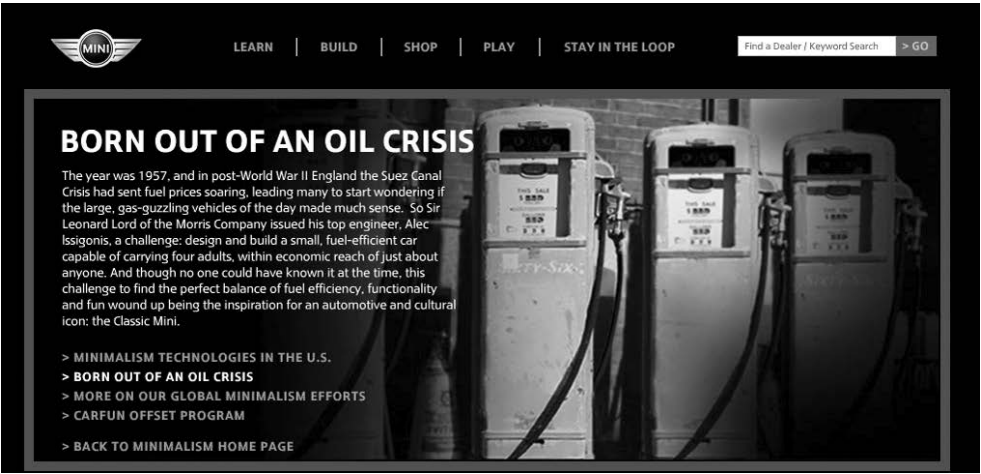 MINI
LEARN
BUILD
SHOP
PLAY
STAY IN THE LOOP
Find a Dealer / Keyword Search
> GO
BORN OUT OF AN OIL CRISIS
The year was 1957, and in post-World War II England the Suez Canal
Crisis had sent fuel prices soaring, leading many to start wondering if
the large, gas-guzzling vehicles of the day made much sense. So Sir
Leonard Lord of the Morris Company issued his top engineer, Alec
Issigonis, a challenge: design and build a small, fuel-efficient car
capable of carrying four adults, within economic reach of just about
anyone. And though no one could have known it at the time, this
challenge to find the perfect balance of fuel efficiency, functionality
and fun wound up being the inspiration for an automotive and cultural
icon: the Classic Mini.
> MINIMALISM TECHNOLOGIES IN THE U.S.
> BORN OUT OF AN OIL CRISIS
> MORE ON OUR GLOBAL MINIMALISM EFFORTS
> CARFUN OFFSET PROGRAM
> BACK TO MINIMALISM HOME PAGE
THIS SALE
SIXTY-SIX